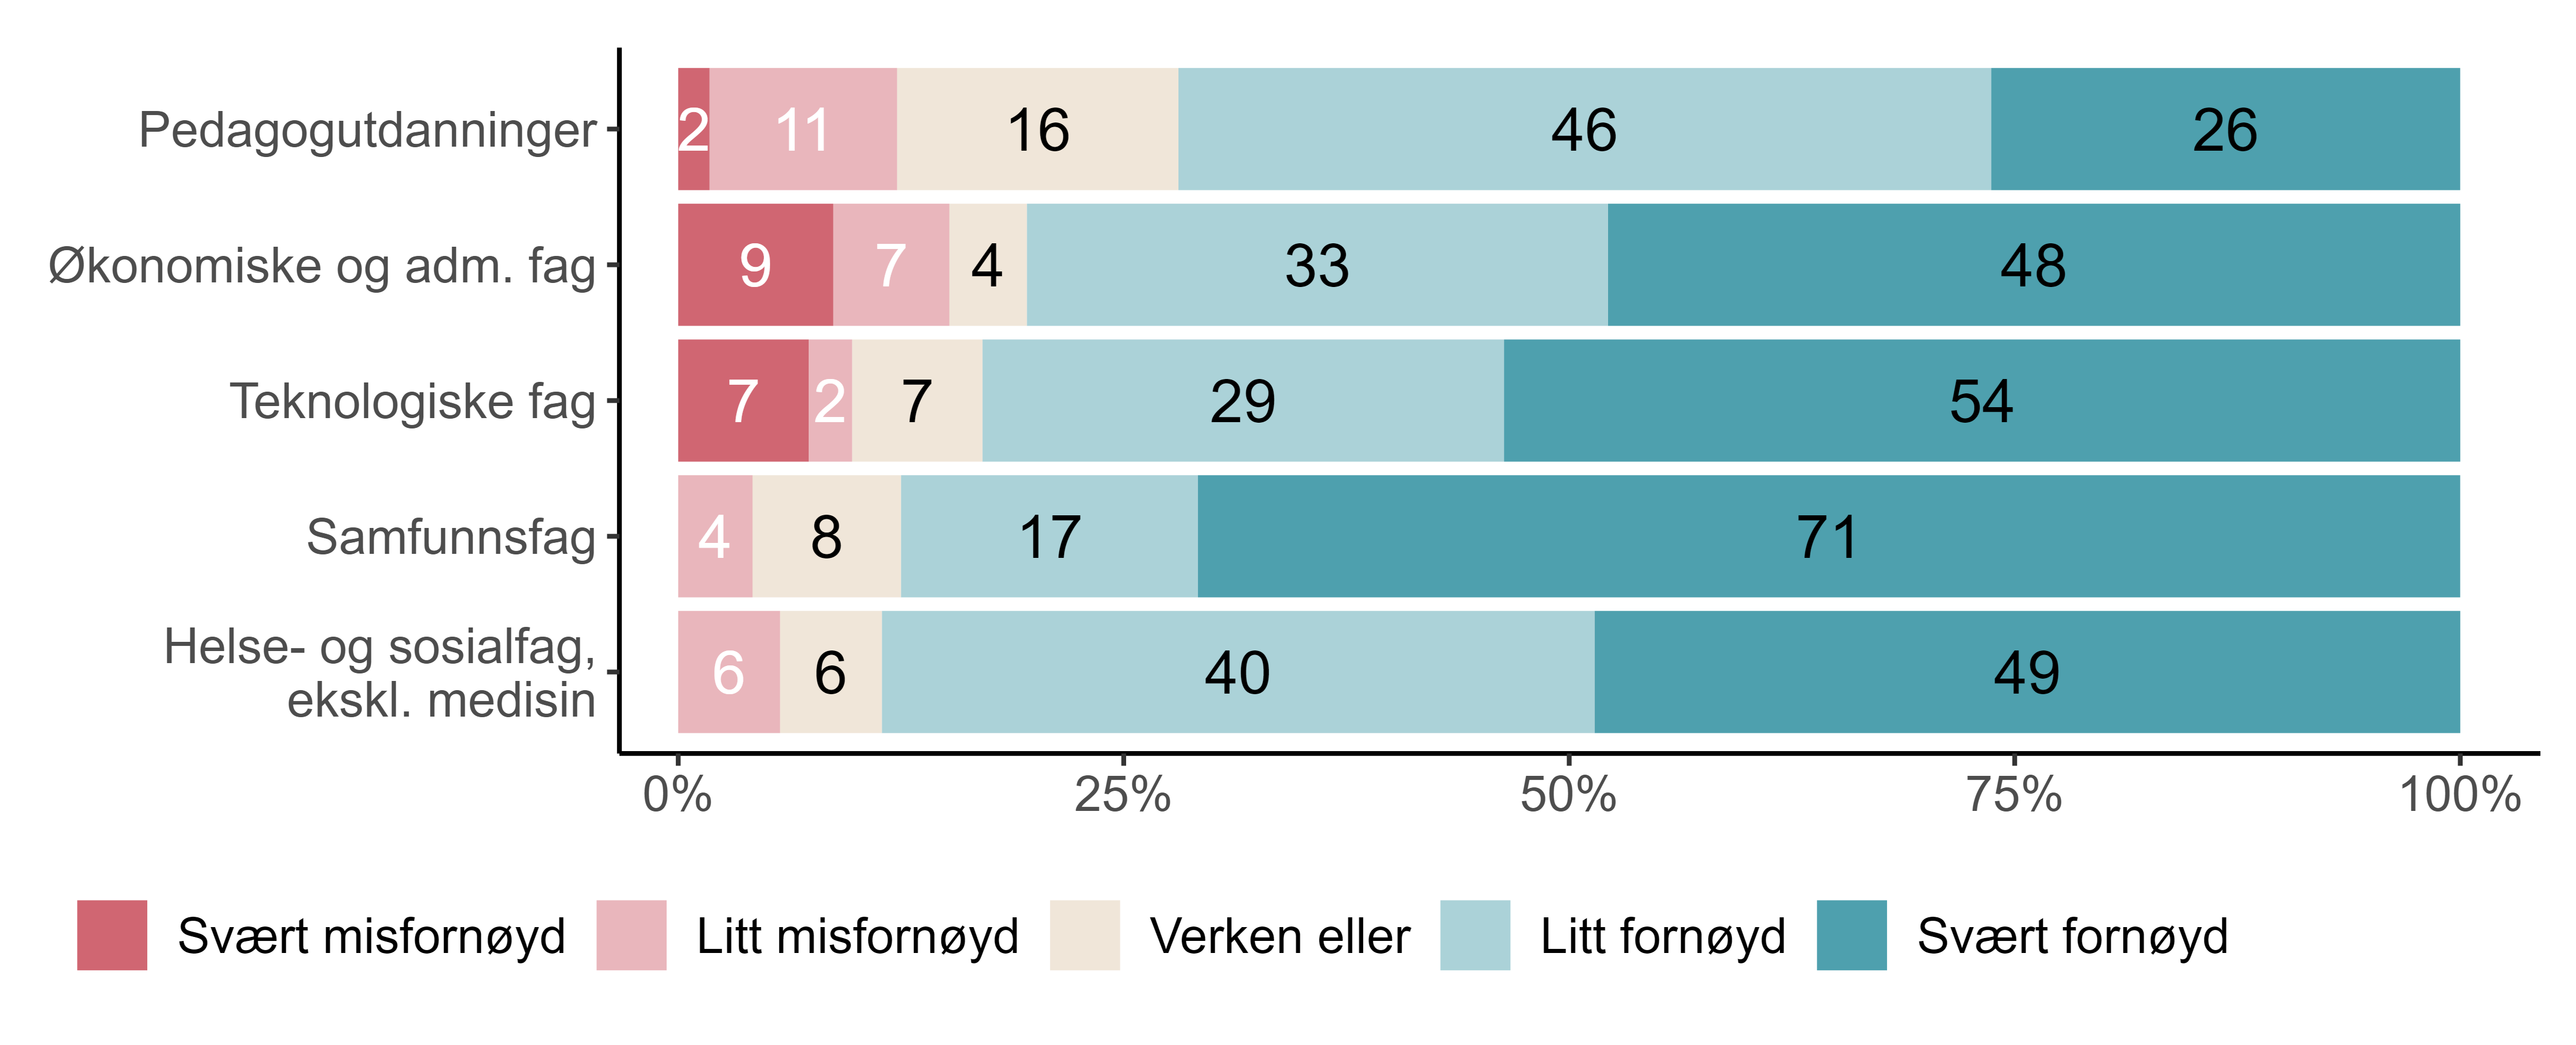 Pedagogutdanninger 2 11 16 46 26
Økonomiske og adm. fag 9 7 4 33 48
Teknologiske fag 7 2 7 29 54
Samfunnsfag 4 8 17 71
Helse- og sosialfag,
ekskl. medisin 6 6 40 49
0% 25% 50% 75% 100%
Svært misfornøyd Litt misfornøyd Verken eller Litt fornøyd Svært fornøyd